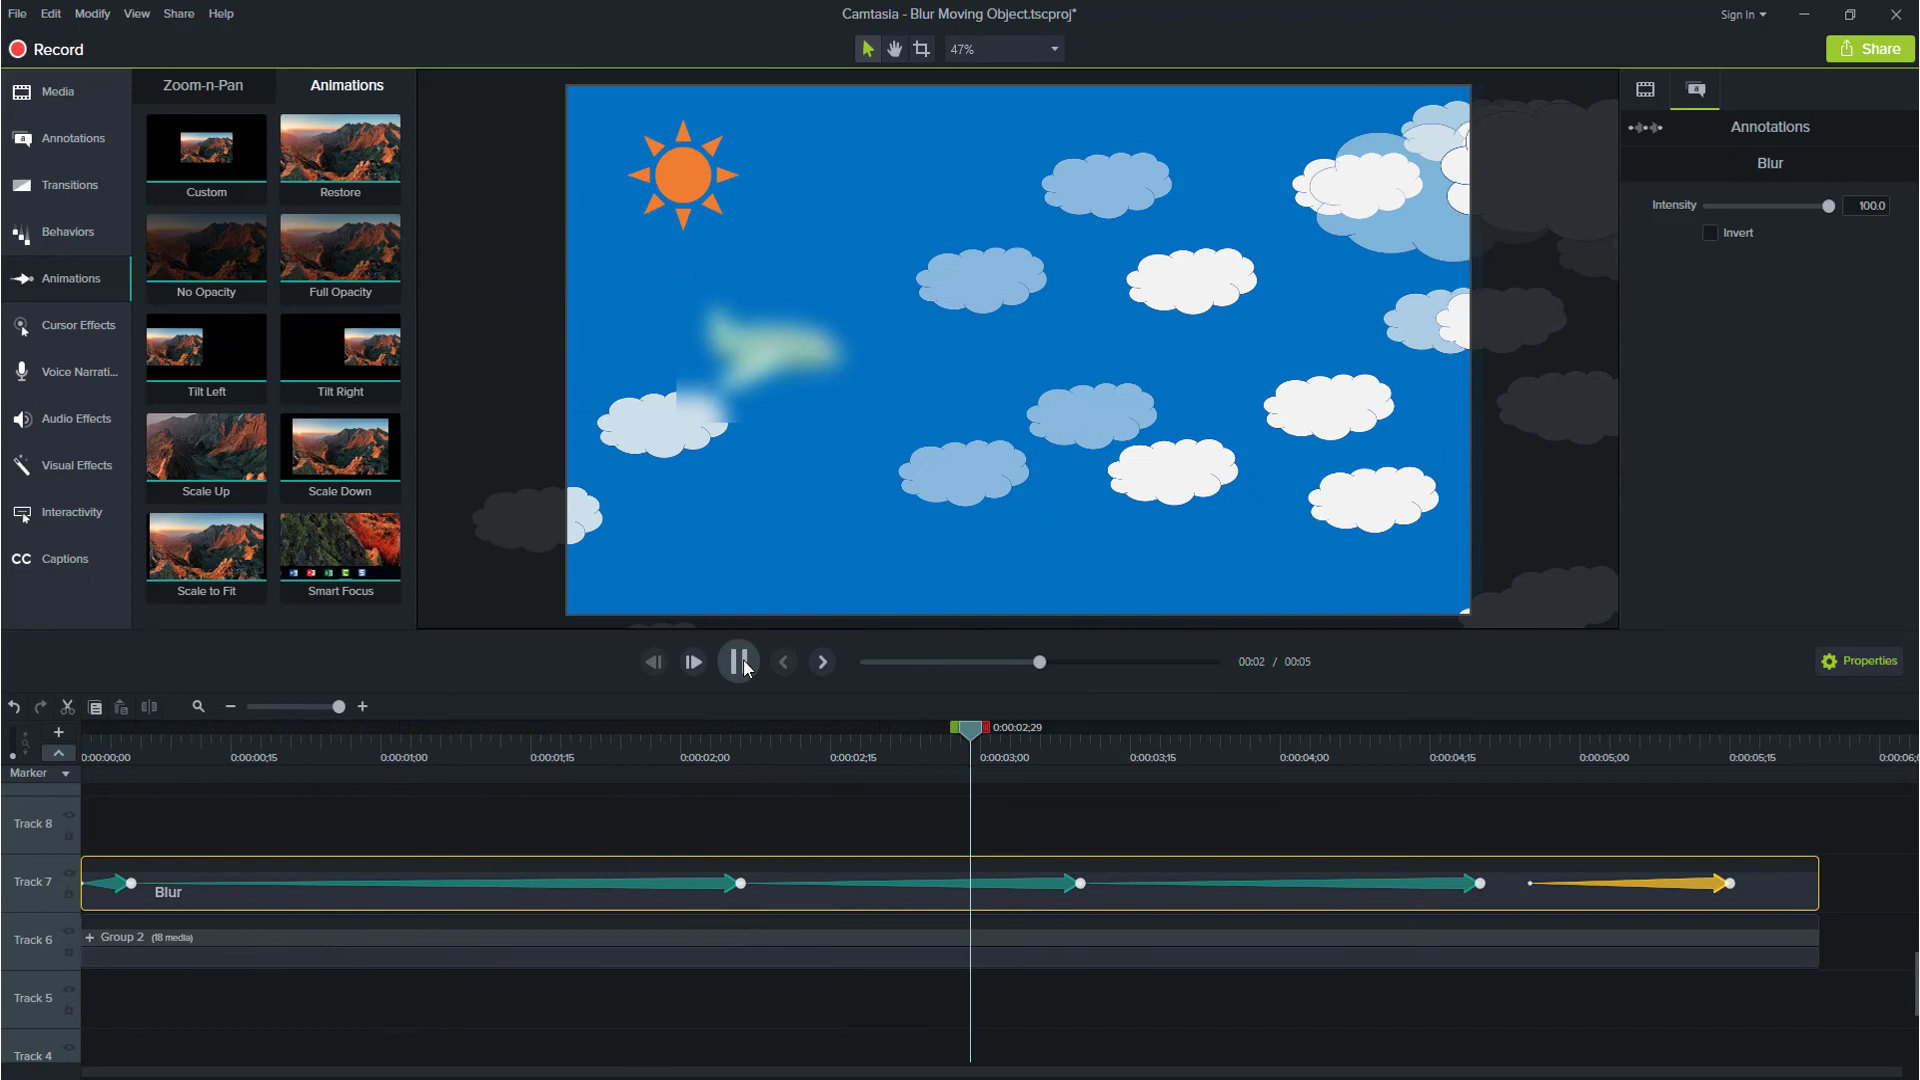 File Edit Modify View Share Help
Camtasia - Blur Moving Object.tscproj*
Sign In
Record
47%
Share
Media
Annotations
Transitions
Behaviors
Animations
Cursor Effects
Voice Narrati...
Audio Effects
Visual Effects
Interactivity
CC Captions
Zoom-n-Pan Animations
Custom Restore
No Opacity Full Opacity
Tilt Left Tilt Right
Scale Up Scale Down
Scale to Fit Smart Focus
a
Annotations
Blur
Intensity 100.0
Invert
00:02 / 00:05
Properties
0:00:02;29
0:00:00;00 0:00:00;15 0:00:01;00 0:00:01;15 0:00:02;00 0:00:02;15 0:00:03;00 0:00:03;15 0:00:04;00 0:00:04;15 0:00:05;00 0:00:05;15 0:00:06;
Marker
Track 8
Track 7
Blur
Track 6
+ Group 2 (18 media)
Track 5
Track 4